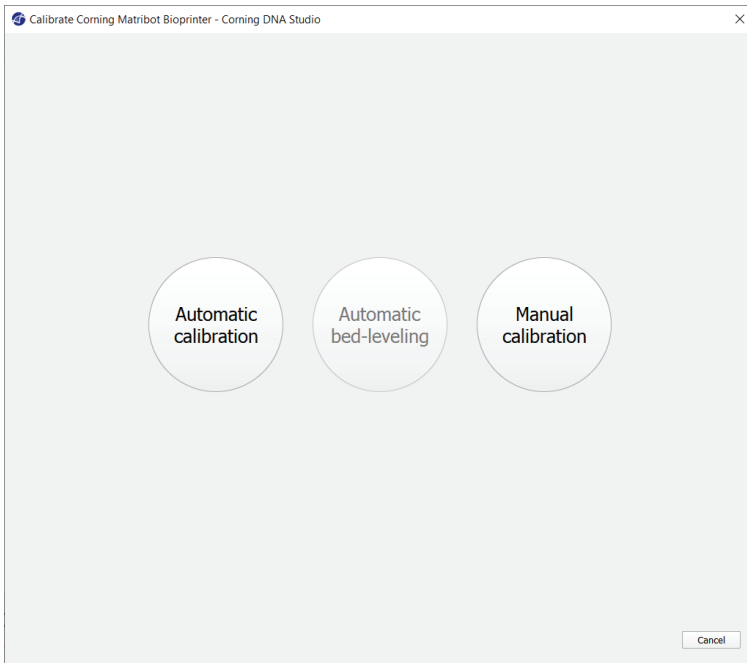 Calibrate Corning Matribot Bioprinter - Corning DNA Studio
Automatic
calibration
Automatic
bed-leveling
Manual
calibration
Cancel